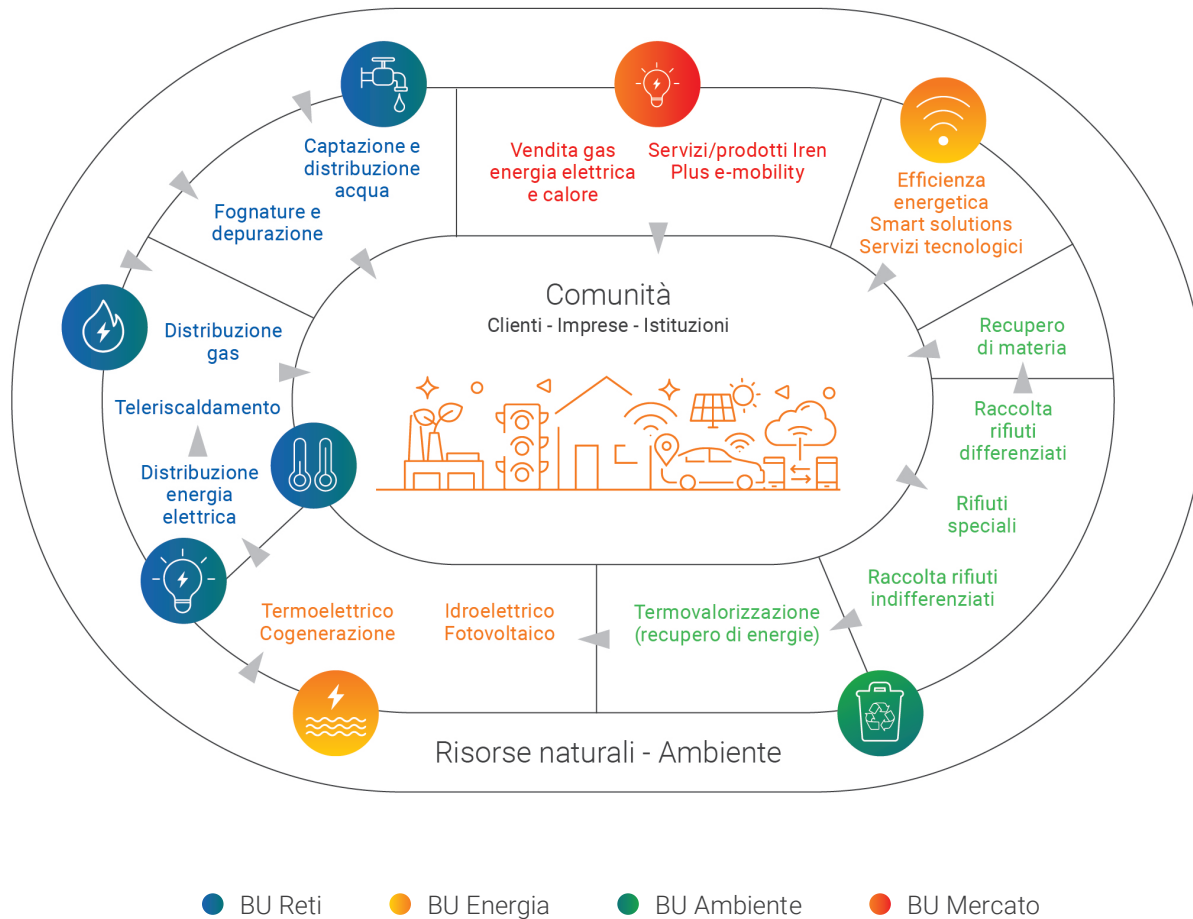 Captazione e
distribuzione
acqua
Fognature e
depurazione
Vendita gas
energia elettrica
e calore
Servizi/prodotti Iren
Plus e-mobility
Efficienza
energetica
Smart solutions
Servizi tecnologici
Comunità
Clienti - Imprese - Istituzioni
Distribuzione
gas
Teleriscaldamento
Distribuzione
energia
elettrica
Recupero
di materia
Raccolta
rifiuti
differenziati
Rifiuti
speciali
Raccolta rifiuti
indifferenziati
Termoelettrico
Cogenerazione
Idroelettrico
Fotovoltaico
Termovalorizzazione
(recupero di energie)
Risorse naturali - Ambiente
BU Reti
BU Energia
BU Ambiente
BU Mercato